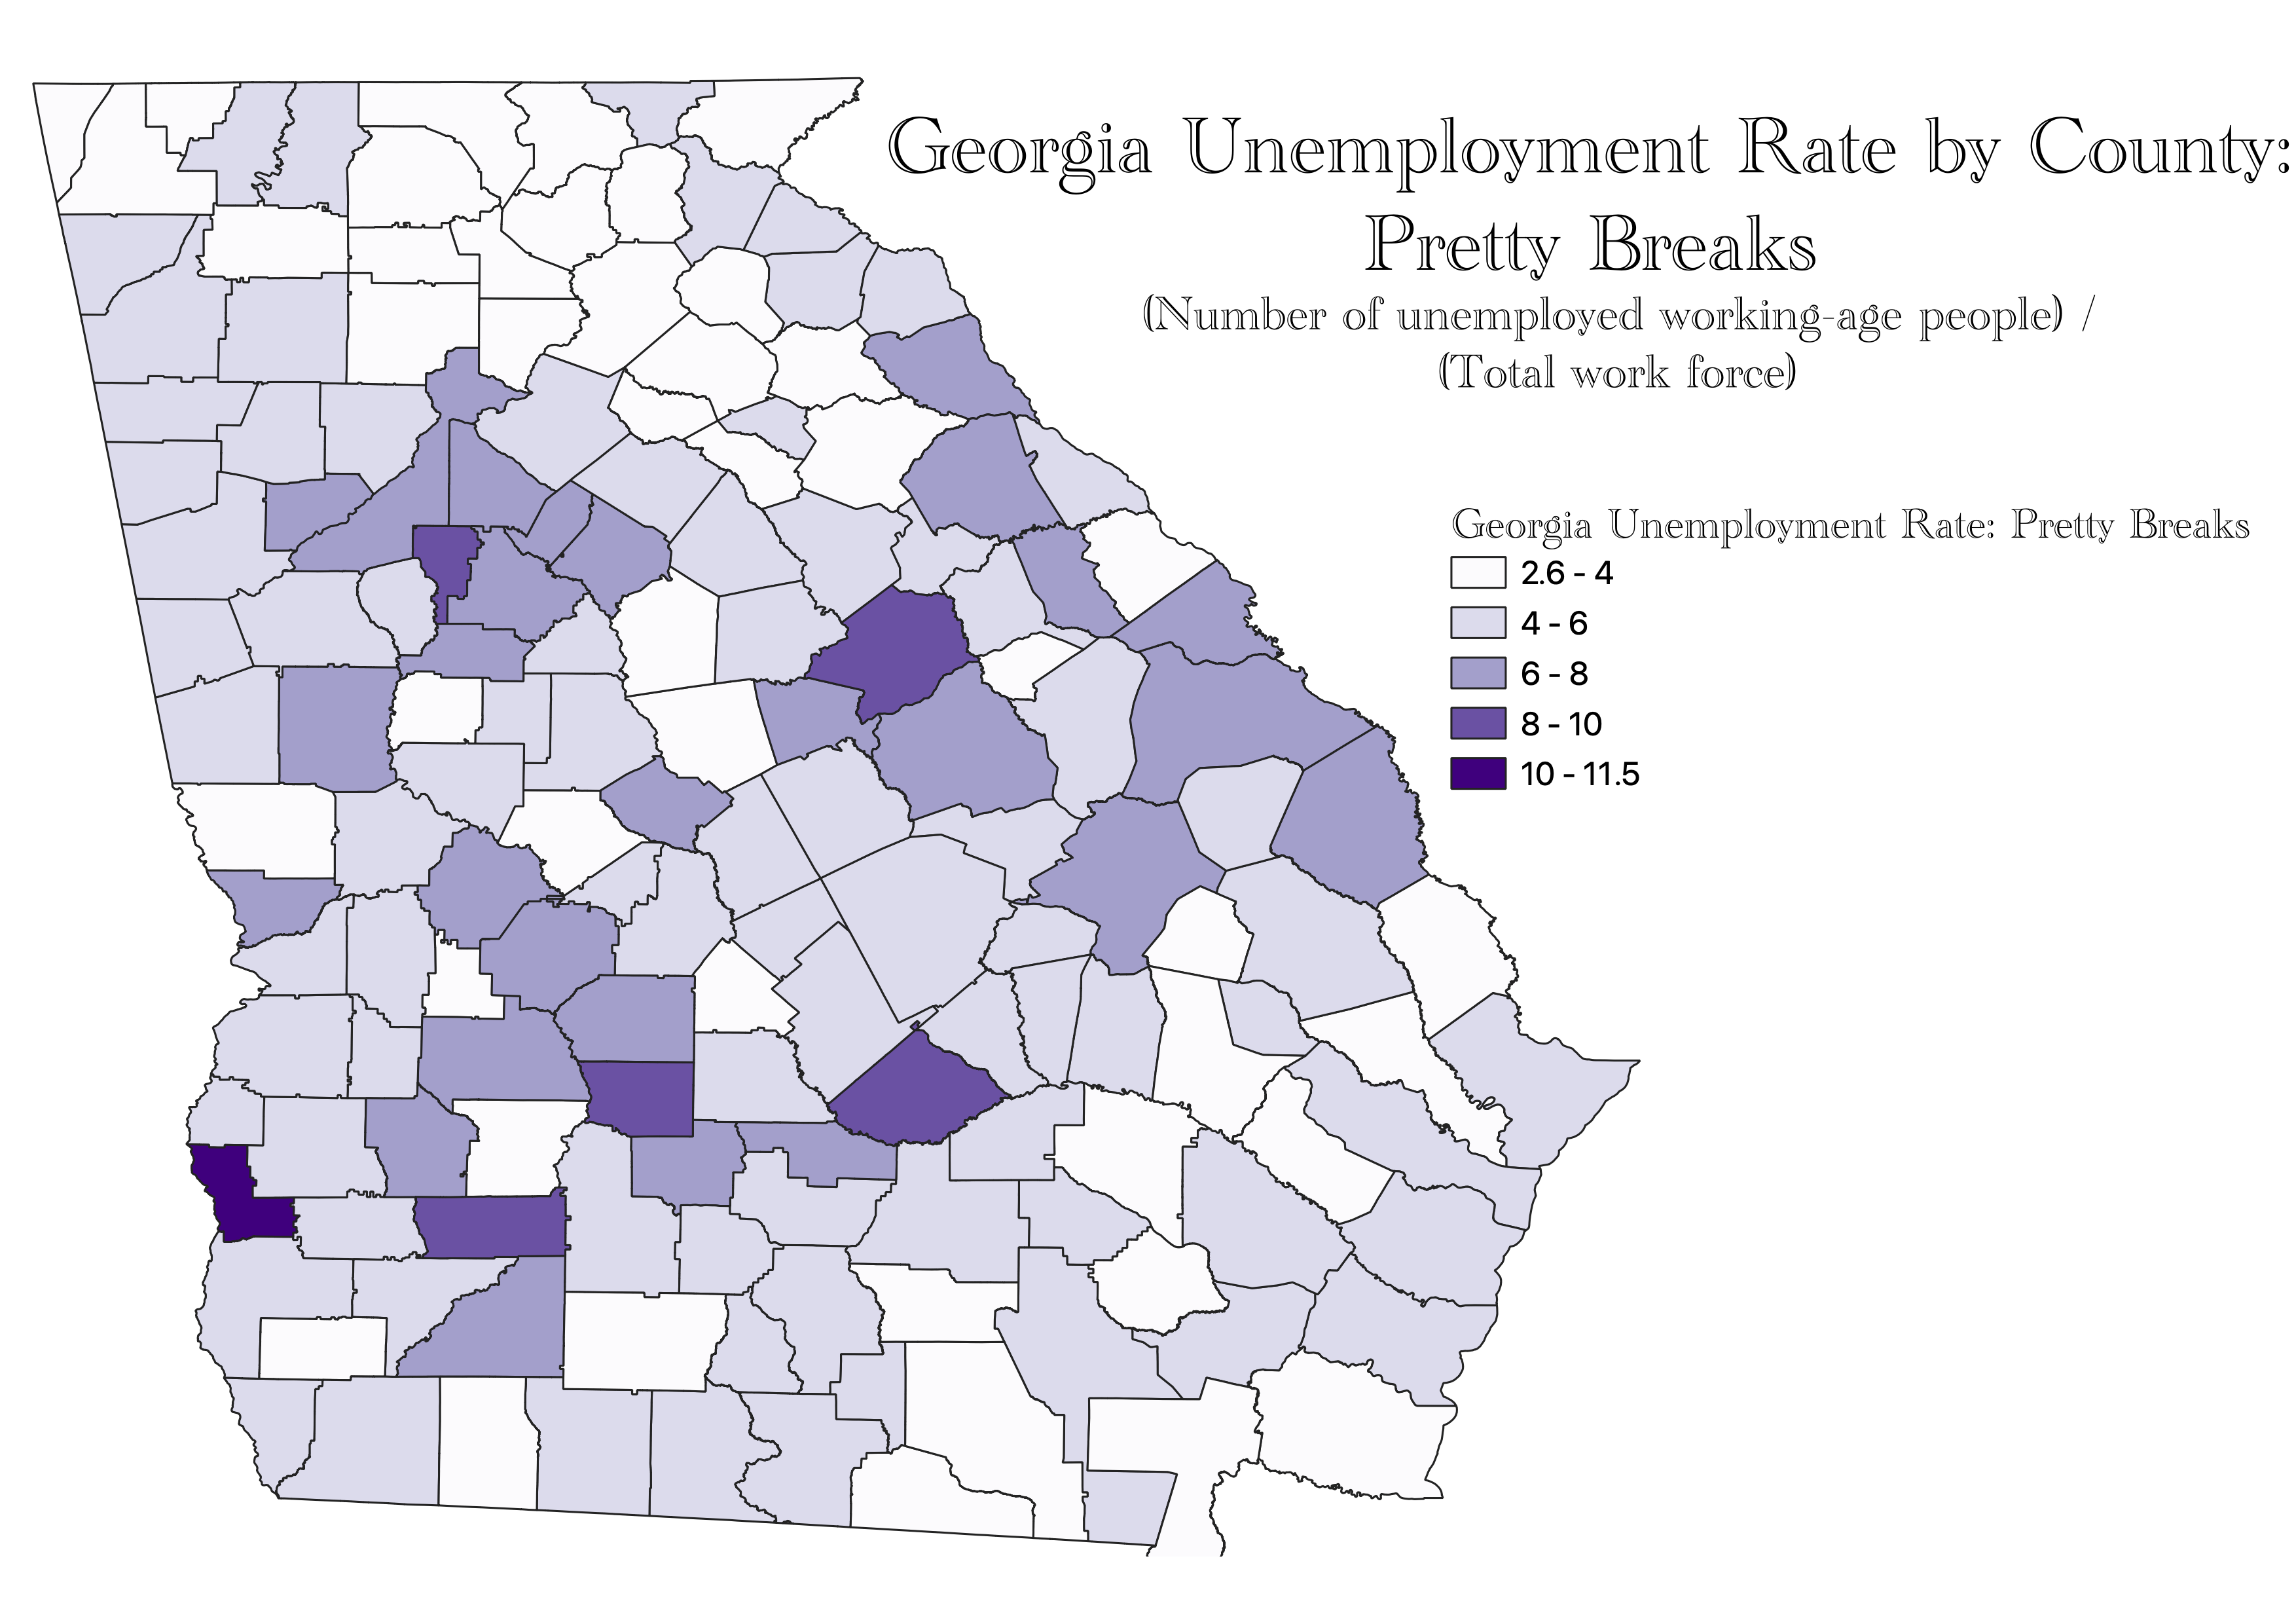 Georgia Unemployment Rate by County:
Pretty Breaks
(Number of unemployed working-age people) /
(Total work force)
Georgia Unemployment Rate: Pretty Breaks
2.6 - 4
4 - 6
6 - 8
8 - 10
10 - 11.5